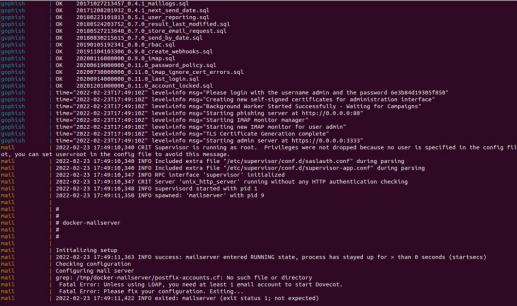 gophish | OK 20171027213457_0.4.1_maillogs.sql
gophish | OK 20171208201932_0.4.1_next_send_date.sql
gophish | OK 20180223101813_0.5.1_user_reporting.sql
gophish | OK 20180524203752_0.7.0_result_last_modified.sql
gophish | OK 20180527213648_0.7.0_store_email_request.sql
gophish | OK 20180830215615_0.7.0_send_by_date.sql
gophish | OK 20190105192341_0.8.0_rbac.sql
gophish | OK 20191104103306_0.9.0_create_webhooks.sql
gophish | OK 20200116000000_0.9.0_imap.sql
gophish | OK 20200619000000_0.11.0_password_policy.sql
gophish | OK 20200730000000_0.11.0_imap_ignore_cert_errors.sql
gophish | OK 20200914000000_0.11.0_last_login.sql
gophish | OK 20201201000000_0.11.0_account_locked.sql
gophish | time="2022-02-23T17:49:10Z" level=info msg="Please login with the username admin and the password
gophish | time="2022-02-23T17:49:10Z" level=info msg="Creating new self-signed certificates for administration interface"
gophish | time="2022-02-23T17:49:10Z" level=info msg="Background Worker Started Successfully - Waiting for Campaigns"
gophish | time="2022-02-23T17:49:10Z" level=info msg="Starting phishing server at http://0.0.0.0:80"
gophish | time="2022-02-23T17:49:10Z" level=info msg="Starting IMAP monitor manager"
gophish | time="2022-02-23T17:49:10Z" level=info msg="Starting new IMAP monitor for user admin"
gophish | time="2022-02-23T17:49:10Z" level=info msg="TLS Certificate Generation complete"
gophish | time="2022-02-23T17:49:10Z" level=info msg="Starting admin server at https://0.0.0.0:3333"
mail | 2022-02-23 17:49:10,340 CRIT Supervisor is running as root. Privileges were not dropped because no user is specified in the config fil
ot, you can set user=root in the config file to avoid this message.
mail | 2022-02-23 17:49:10,340 INFO Included extra file "/etc/supervisor/conf.d/saslauth.conf" during parsing
mail | 2022-02-23 17:49:10,340 INFO Included extra file "/etc/supervisor/conf.d/supervisor-app.conf" during parsing
mail | 2022-02-23 17:49:10,347 INFO RPC interface 'supervisor' initialized
mail | 2022-02-23 17:49:10,347 CRIT Server 'unix_http_server' running without any HTTP authentication checking
mail | 2022-02-23 17:49:10,348 INFO supervisord started with pid 1
mail | 2022-02-23 17:49:11,350 INFO spawned: 'mailserver' with pid 9
mail |
mail | #
mail | #
mail | # docker-mailserver
mail | #
mail | #
mail |
mail | Initializing setup
mail | 2022-02-23 17:49:11,363 INFO success: mailserver entered RUNNING state, process has stayed up for > than 0 seconds (startsecs)
mail | Checking configuration
mail | Configuring mail server
mail | grep: /tmp/docker-mailserver/postfix-accounts.cf: No such file or directory
mail | Fatal Error: Unless using LDAP, you need at least 1 email account to start Dovecot.
mail | Fatal Error: Please fix your configuration. Exiting...
mail | 2022-02-23 17:49:11,422 INFO exited: mailserver (exit status 1; not expected)